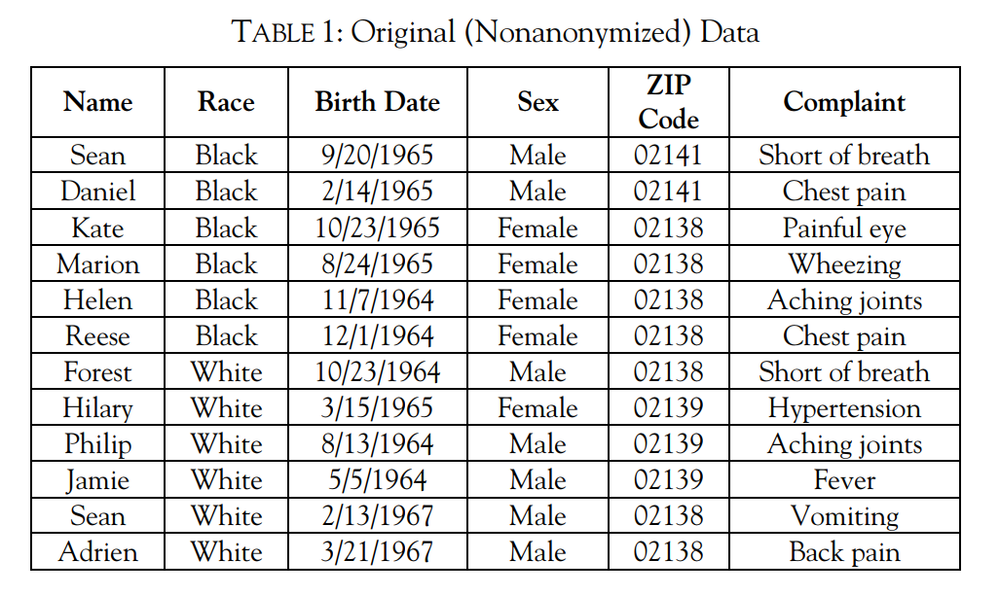 TABLE 1: Original (Nonanonymized) Data
Name Race Birth Date Sex ZIP Code Complaint
Sean Black 9/20/1965 Male 02141 Short of breath
Daniel Black 2/14/1965 Male 02141 Chest pain
Kate Black 10/23/1965 Female 02138 Painful eye
Marion Black 8/24/1965 Female 02138 Wheezing
Helen Black 11/7/1964 Female 02138 Aching joints
Reese Black 12/1/1964 Female 02138 Chest pain
Forest White 10/23/1964 Male 02138 Short of breath
Hilary White 3/15/1965 Female 02139 Hypertension
Philip White 8/13/1964 Male 02139 Aching joints
Jamie White 5/5/1964 Male 02139 Fever
Sean White 2/13/1967 Male 02138 Vomiting
Adrien White 3/21/1967 Male 02138 Back pain